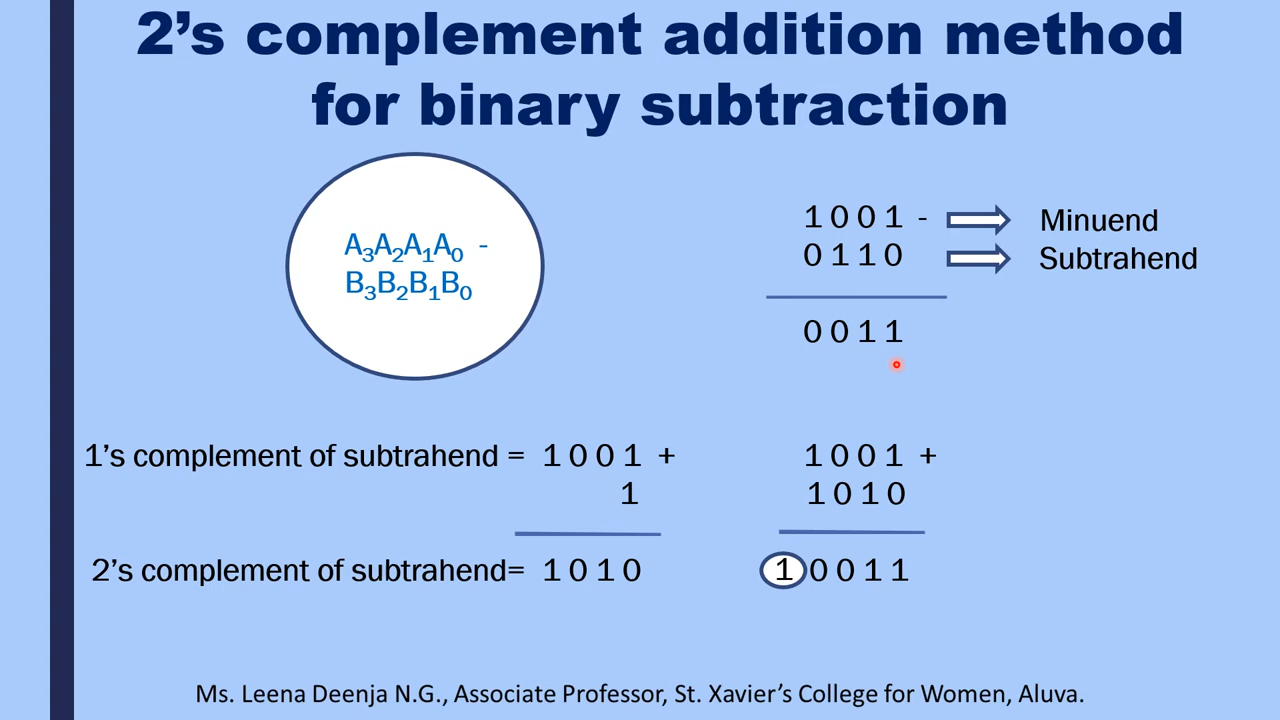 2’s complement addition method
for binary subtraction
A₃A₂A₁A₀ -
B₃B₂B₁B₀
1 0 0 1 - Minuend
0 1 1 0 Subtrahend
0 0 1 1
1’s complement of subtrahend = 1 0 0 1 +
1
2’s complement of subtrahend= 1 0 1 0
1 0 0 1 +
1 0 1 0
1 0 0 1 1
Ms. Leena Deenja N.G., Associate Professor, St. Xavier’s College for Women, Aluva.